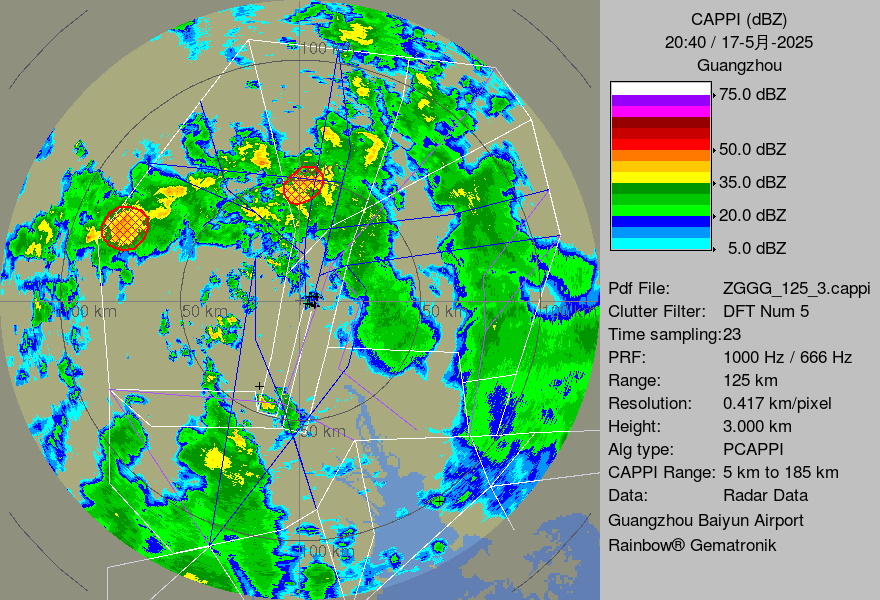 CAPPI (dBZ)
20:40 / 17-5月-2025
Guangzhou
75.0 dBZ
50.0 dBZ
35.0 dBZ
20.0 dBZ
5.0 dBZ
Pdf File: ZGGG_125_3.cappi
Clutter Filter: DFT Num 5
Time sampling:23
PRF: 1000 Hz / 666 Hz
Range: 125 km
Resolution: 0.417 km/pixel
Height: 3.000 km
Alg type: PCAPPI
CAPPI Range: 5 km to 185 km
Data: Radar Data
Guangzhou Baiyun Airport
Rainbow® Gematronik
100 km
100 km
50 km
50 km
100
50 km
100 km